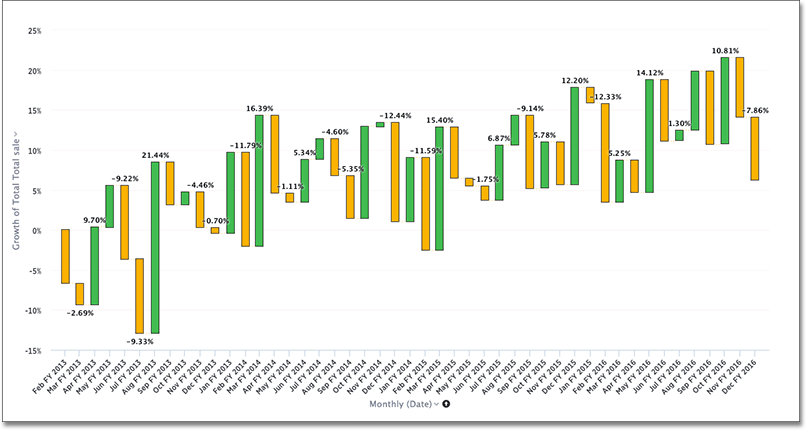 25%
20%
15%
10%
5%
0%
-5%
-10%
-15%
Growth of Total Total sale
-2.69%
9.70%
-9.22%
-9.33%
21.44%
-4.46%
-0.70%
-11.79%
16.39%
-1.11%
5.34%
-4.60%
-5.35%
-12.44%
-11.59%
15.40%
-1.75%
6.87%
-9.14%
5.78%
12.20%
-12.33%
5.25%
14.12%
1.30%
10.81%
-7.86%
Feb FY 2013
Mar FY 2013
Apr FY 2013
May FY 2013
Jun FY 2013
Jul FY 2013
Aug FY 2013
Sep FY 2013
Oct FY 2013
Nov FY 2013
Dec FY 2013
Jan FY 2014
Feb FY 2014
Mar FY 2014
Apr FY 2014
May FY 2014
Jun FY 2014
Jul FY 2014
Aug FY 2014
Sep FY 2014
Oct FY 2014
Nov FY 2014
Dec FY 2014
Jan FY 2015
Feb FY 2015
Mar FY 2015
Apr FY 2015
May FY 2015
Jun FY 2015
Jul FY 2015
Aug FY 2015
Sep FY 2015
Oct FY 2015
Nov FY 2015
Dec FY 2015
Jan FY 2016
Feb FY 2016
Mar FY 2016
Apr FY 2016
May FY 2016
Jun FY 2016
Jul FY 2016
Aug FY 2016
Sep FY 2016
Oct FY 2016
Nov FY 2016
Dec FY 2016
Monthly (Date)